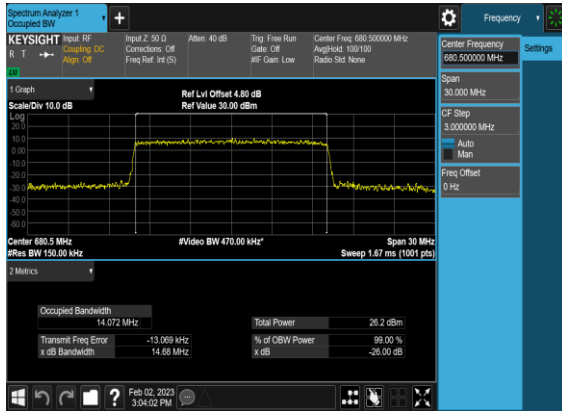 Spectrum Analyzer 1
Occupied BW
+
Frequency
KEYSIGHT
R T
LW
Input: RF
Coupling: DC
Align: Off
Input Z: 50 Ω
Corrections: Off
Freq Ref: Int (S)
Atten: 40 dB
Trig: Free Run
Gate: Off
#IF Gain: Low
Center Freq: 680.500000 MHz
Avg|Hold: 100/100
Radio Std: None
Center Frequency
680.500000 MHz
Settings
Span
30.000 MHz
CF Step
3.000000 MHz
Auto
Man
Freq Offset
0 Hz
1 Graph
Scale/Div 10.0 dB
Ref Lvl Offset 4.80 dB
Ref Value 30.00 dBm
Log
20.0
10.0
0.00
-10.0
-20.0
-30.0
-40.0
-50.0
-60.0
Center 680.5 MHz
#Res BW 150.00 kHz
#Video BW 470.00 kHz*
Span 30 MHz
Sweep 1.67 ms (1001 pts)
2 Metrics
Occupied Bandwidth
14.072 MHz
Total Power 26.2 dBm
Transmit Freq Error -13.069 kHz
% of OBW Power 99.00 %
x dB Bandwidth 14.68 MHz
x dB -26.00 dB
?
Feb 02, 2023
3:04:02 PM